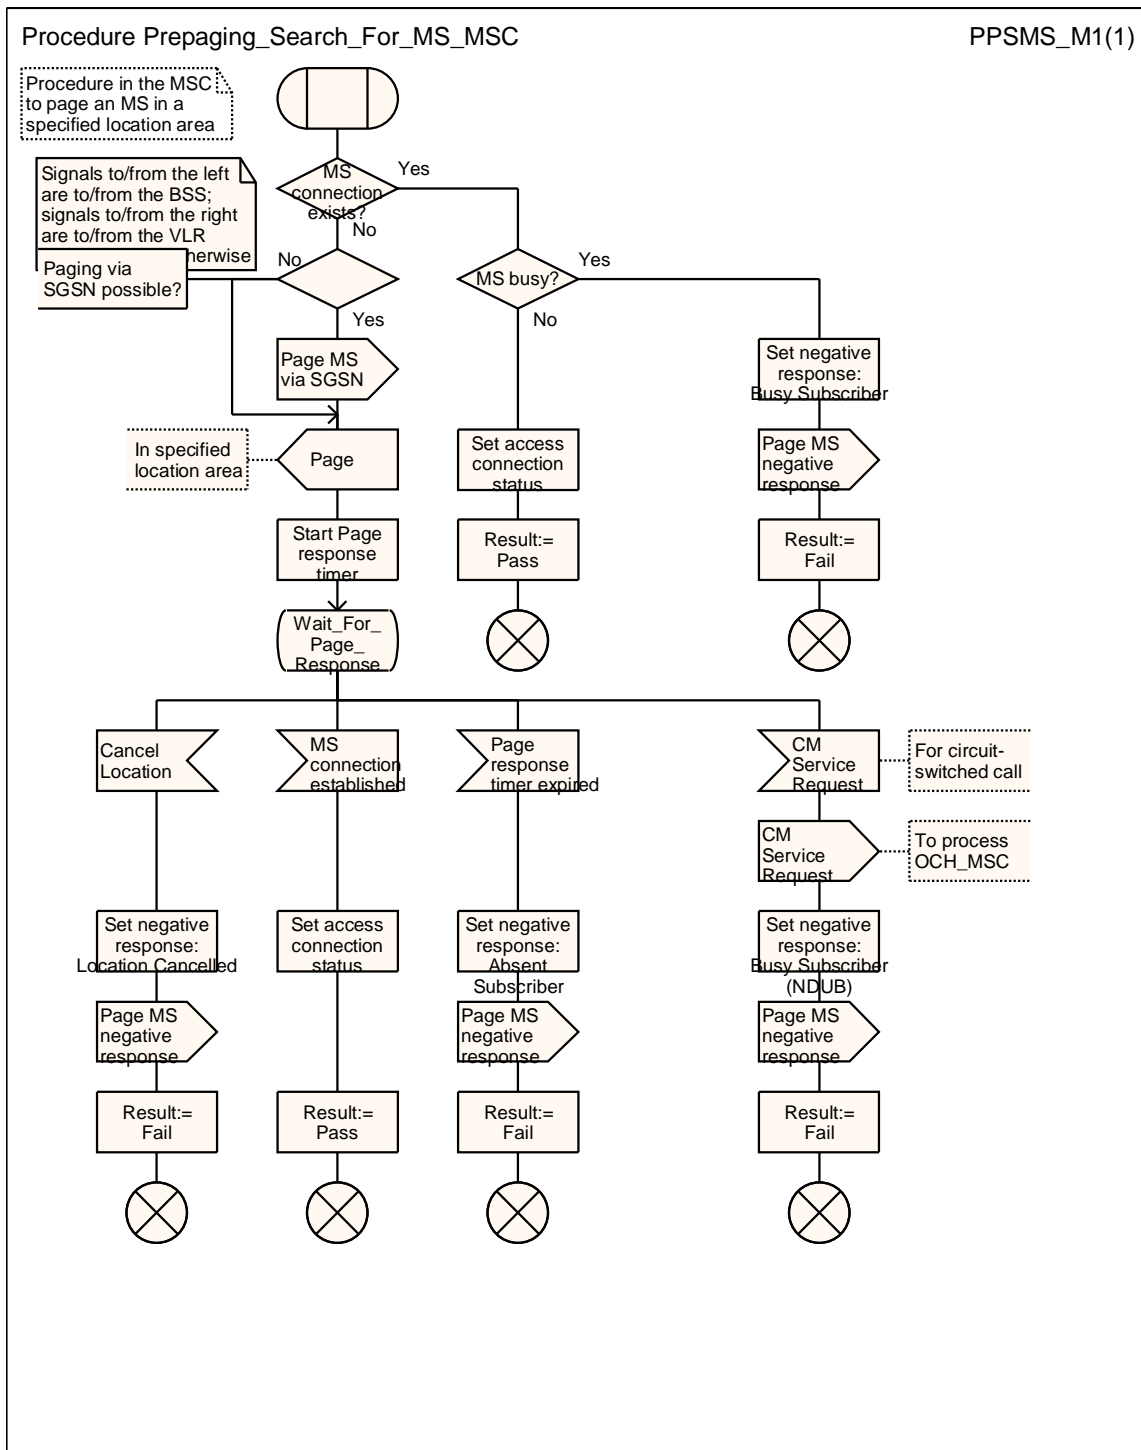 Procedure Prepaging_Search_For_MS_MSC
PPSMS_M1(1)
Procedure in the MSC
to page an MS in a
specified location area
Signals to/from the left
are to/from the BSS;
signals to/from the right
are to/from the VLR
herwise
MS
connection
exists?
Yes
No
Paging via
SGSN possible?
No
Yes
MS busy?
Yes
No
Page MS
via SGSN
Set negative
response:
Busy Subscriber
In specified
location area
Page
Set access
connection
status
Page MS
negative
response
Start Page
response
timer
Result:=
Pass
Result:=
Fail
Wait_For_
Page_
Response
Cancel
Location
MS
connection
established
Page
response
timer expired
CM
Service
Request
For circuit-
switched call
CM
Service
Request
To process
OCH_MSC
Set negative
response:
Location Cancelled
Set access
connection
status
Set negative
response:
Absent
Subscriber
Set negative
response:
Busy Subscriber
(NDUB)
Page MS
negative
response
Page MS
negative
response
Page MS
negative
response
Result:=
Fail
Result:=
Pass
Result:=
Fail
Result:=
Fail